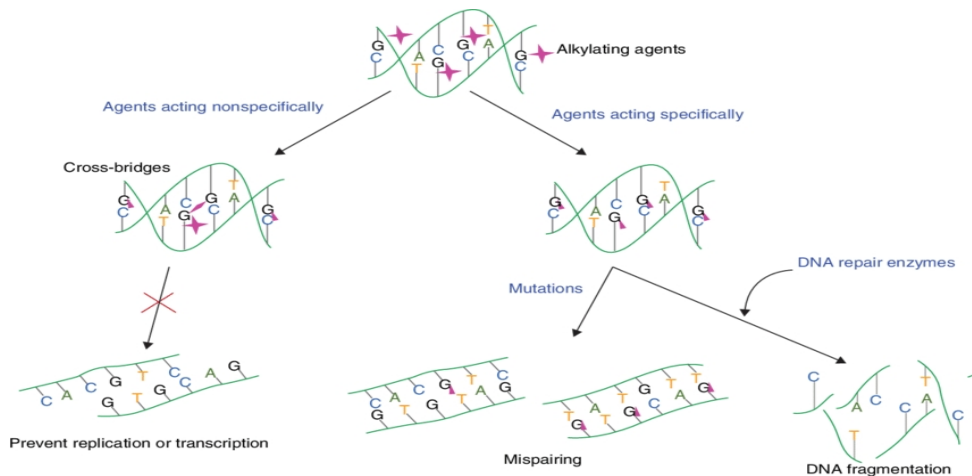 G C A T C G G C T A G C
Alkylating agents
Agents acting nonspecifically
Agents acting specifically
Cross-bridges
G C A T C G G C T A G C
C A T C G G C T A G C
DNA repair enzymes
Mutations
C A C G T C C A G
G T G
Prevent replication or transcription
Mispairing
DNA fragmentation